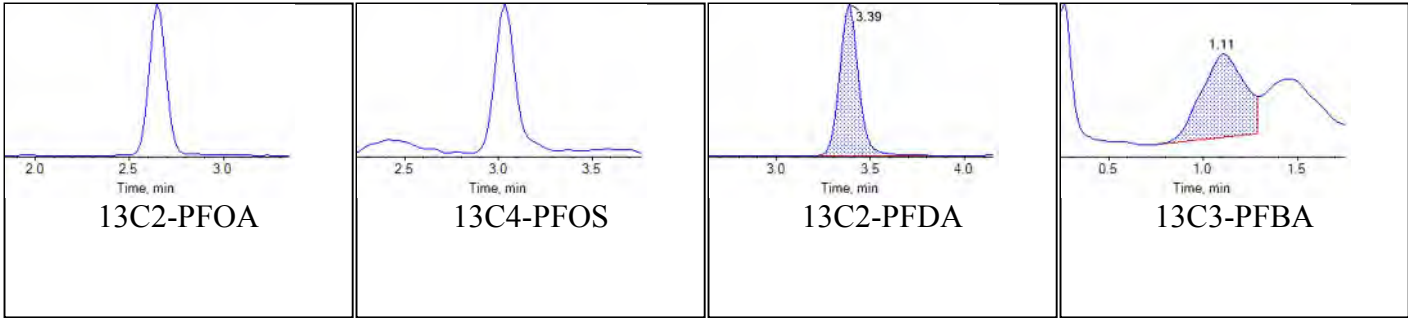 2.0 2.5 3.0
Time, min
13C2-PFOA
2.5 3.0 3.5
Time, min
13C4-PFOS
3.39
3.0 3.5 4.0
Time, min
13C2-PFDA
1.11
0.5 1.0 1.5
Time, min
13C3-PFBA